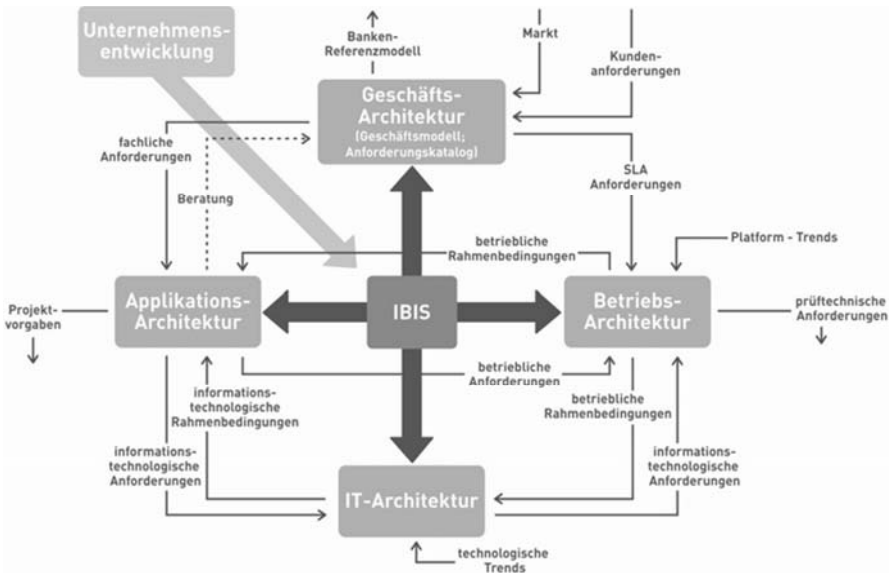 Unternehmens-
entwicklung
Banken-
Referenzmodell
Markt
Kunden-
anforderungen
Geschäfts-
Architektur
(Geschäftsmodell;
Anforderungskatalog)
fachliche
Anforderungen
Beratung
SLA
Anforderungen
betriebliche
Rahmenbedingungen
Platform - Trends
Projekt-
vorgaben
Applikations-
Architektur
IBIS
Betriebs-
Architektur
prüftechnische
Anforderungen
betriebliche
Anforderungen
informations-
technologische
Rahmenbedingungen
betriebliche
Rahmenbedingungen
informations-
technologische
Anforderungen
informations-
technologische
Anforderungen
IT-Architektur
technologische
Trends